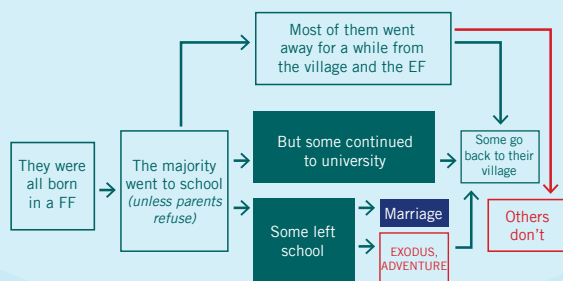 Most of them went
away for a while from
the village and the EF
They were
all born
in a FF
The majority
went to school
(unless parents
refuse)
But some continued
to university
Some left
school
Marriage
EXODUS,
ADVENTURE
Some go
back to their
village
Others
don't